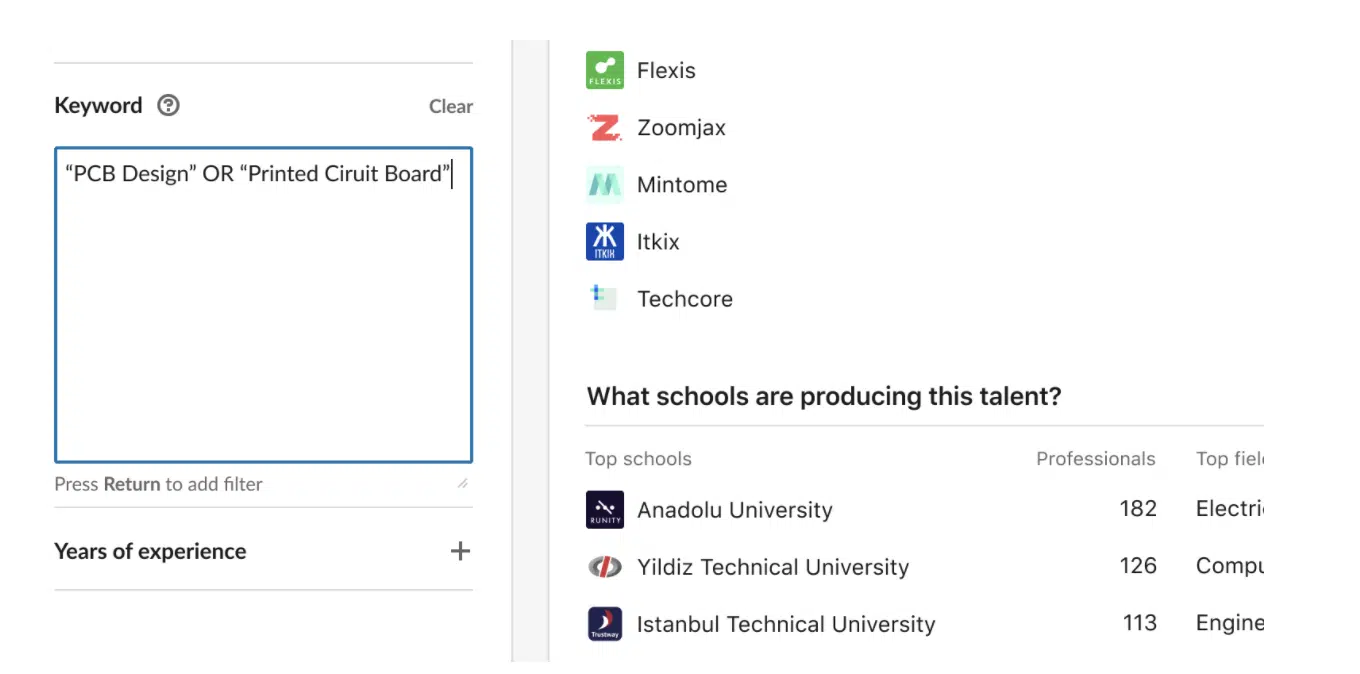 Keyword ? Clear
“PCB Design” OR “Printed Ciruit Board”
Press Return to add filter
Years of experience +
FLEXIS Flexis
Z Zoomjax
Mintome
ITKIX Itkix
Techcore
What schools are producing this talent?
Top schools Professionals Top fiel
RUNITY Anadolu University 182 Electri
Yildiz Technical University 126 Compu
Trustway Istanbul Technical University 113 Engine